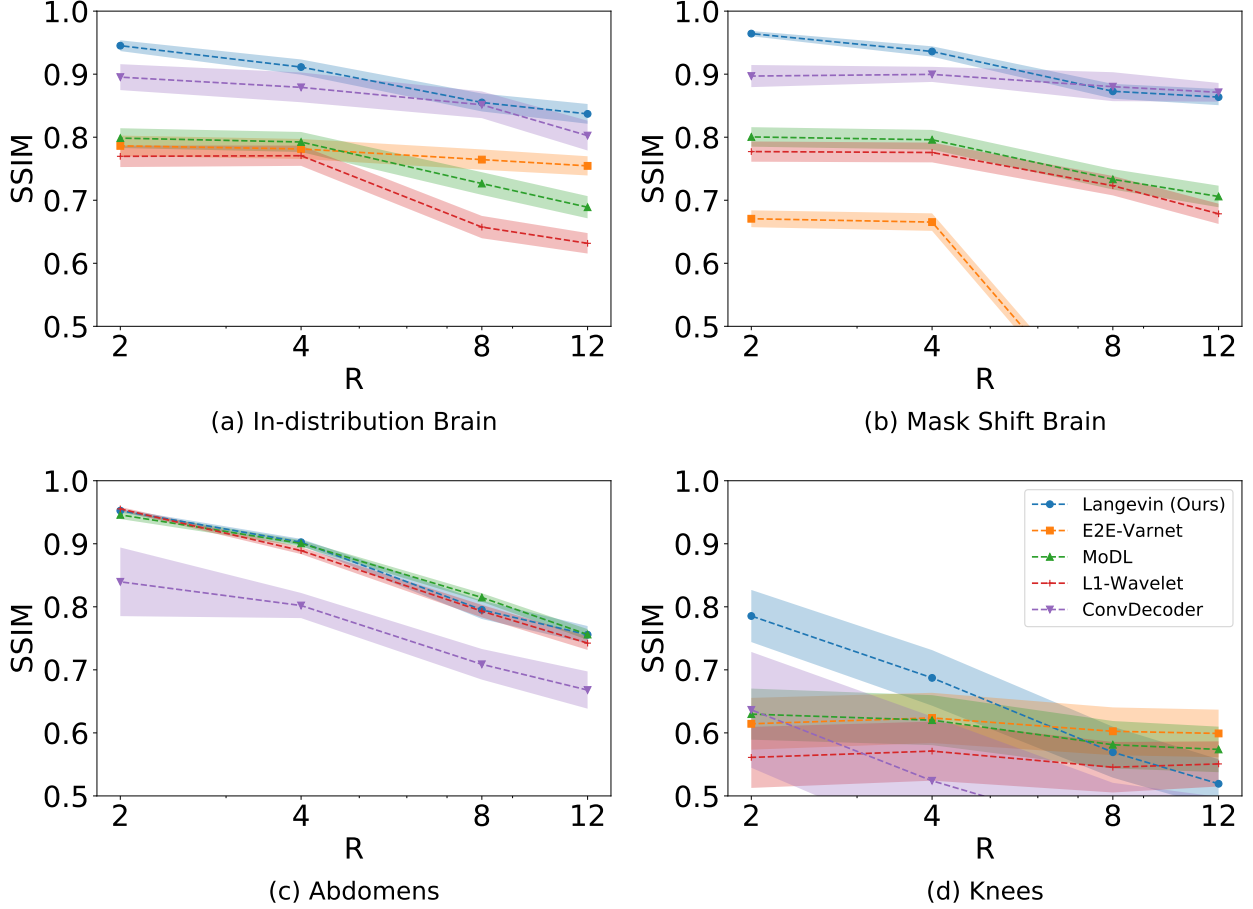 1.0
0.9
0.8
0.7
0.6
0.5
SSIM
2 4 8 12
R
(a) In-distribution Brain
1.0
0.9
0.8
0.7
0.6
0.5
SSIM
2 4 8 12
R
(b) Mask Shift Brain
1.0
0.9
0.8
0.7
0.6
0.5
SSIM
2 4 8 12
R
(c) Abdomens
1.0
0.9
0.8
0.7
0.6
0.5
SSIM
Langevin (Ours)
E2E-Varnet
MoDL
L1-Wavelet
ConvDecoder
2 4 8 12
R
(d) Knees